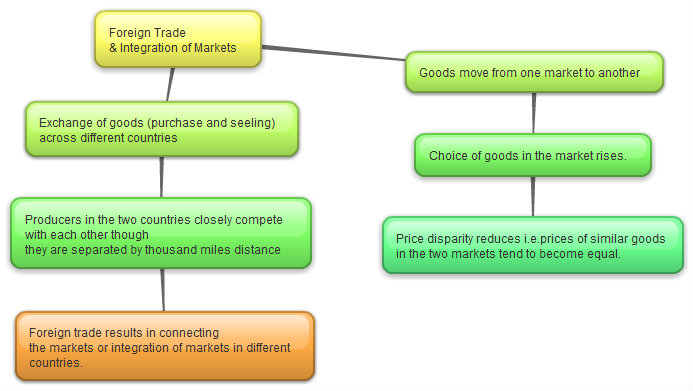 Foreign Trade
& Integration of Markets
Goods move from one market to another
Exchange of goods (purchase and seeling)
across different countries
Choice of goods in the market rises.
Producers in the two countries closely compete
with each other though
they are separated by thousand miles distance
Price disparity reduces i.e.prices of similar goods
in the two markets tend to become equal.
Foreign trade results in connecting
the markets or integration of markets in different
countries.